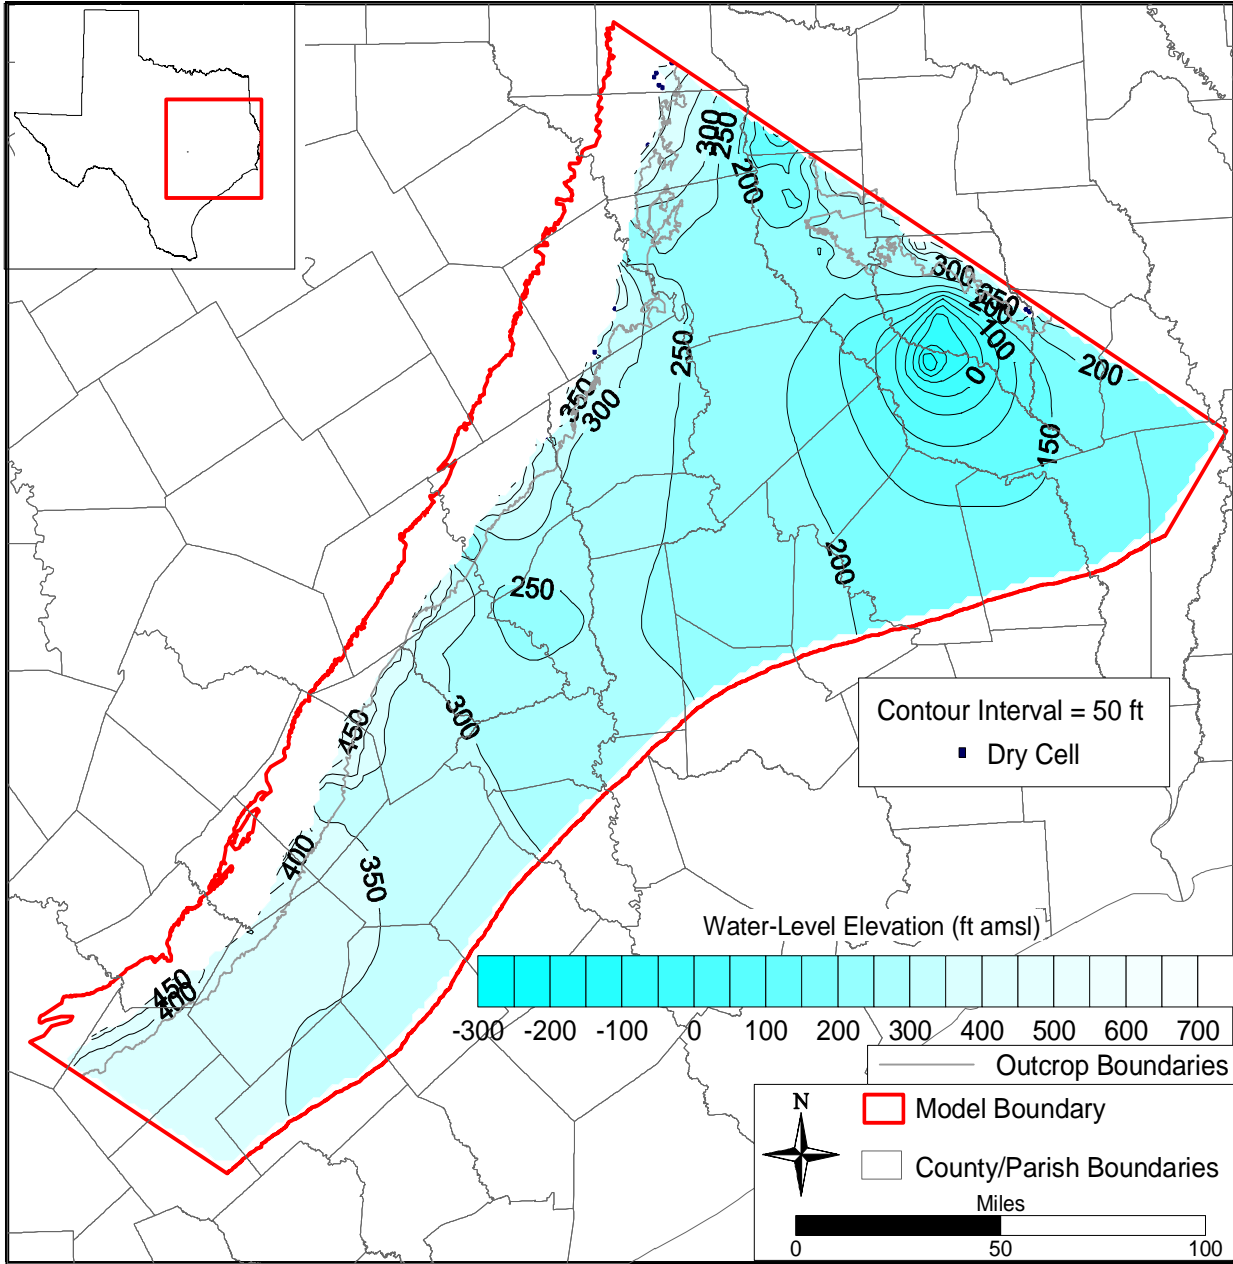 300
250
200
300
350
200
100
0
200
250
350
300
150
200
250
450
300
400
350
450
400
Contour Interval = 50 ft
Dry Cell
Water-Level Elevation (ft amsl)
-300 -200 -100 0 100 200 300 400 500 600 700
Outcrop Boundaries
N
Model Boundary
County/Parish Boundaries
Miles
0 50 100